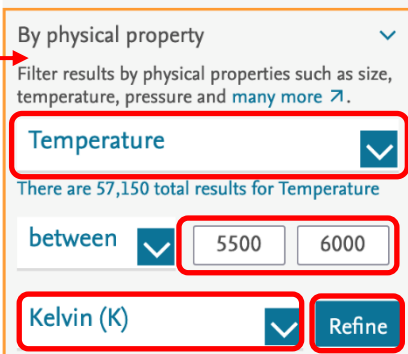 By physical property
Filter results by physical properties such as size,
temperature, pressure and many more ↗.
Temperature
There are 57,150 total results for Temperature
between 5500 6000
Kelvin (K) Refine